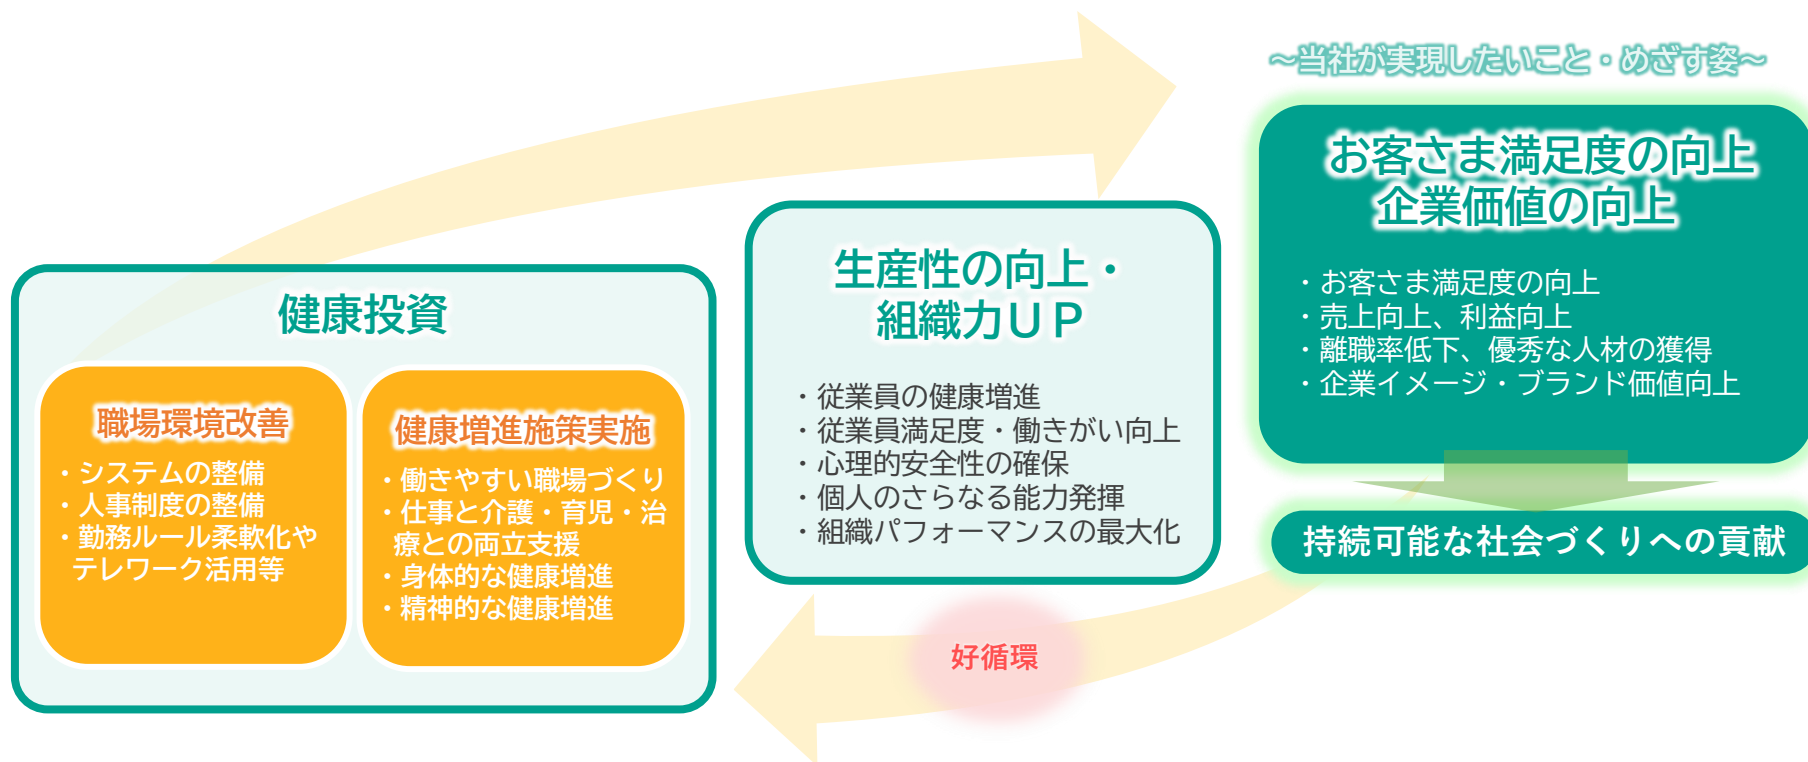 ～当社が実現したいこと・めざす姿～
健康投資
職場環境改善
・システムの整備
・人事制度の整備
・勤務ルール柔軟化や
テレワーク活用等
健康増進施策実施
・働きやすい職場づくり
・仕事と介護・育児・治
療との両立支援
・身体的な健康増進
・精神的な健康増進
生産性の向上・
組織力ＵＰ
・従業員の健康増進
・従業員満足度・働きがい向上
・心理的安全性の確保
・個人のさらなる能力発揮
・組織パフォーマンスの最大化
お客さま満足度の向上
企業価値の向上
・お客さま満足度の向上
・売上向上、利益向上
・離職率低下、優秀な人材の獲得
・企業イメージ・ブランド価値向上
持続可能な社会づくりへの貢献
好循環